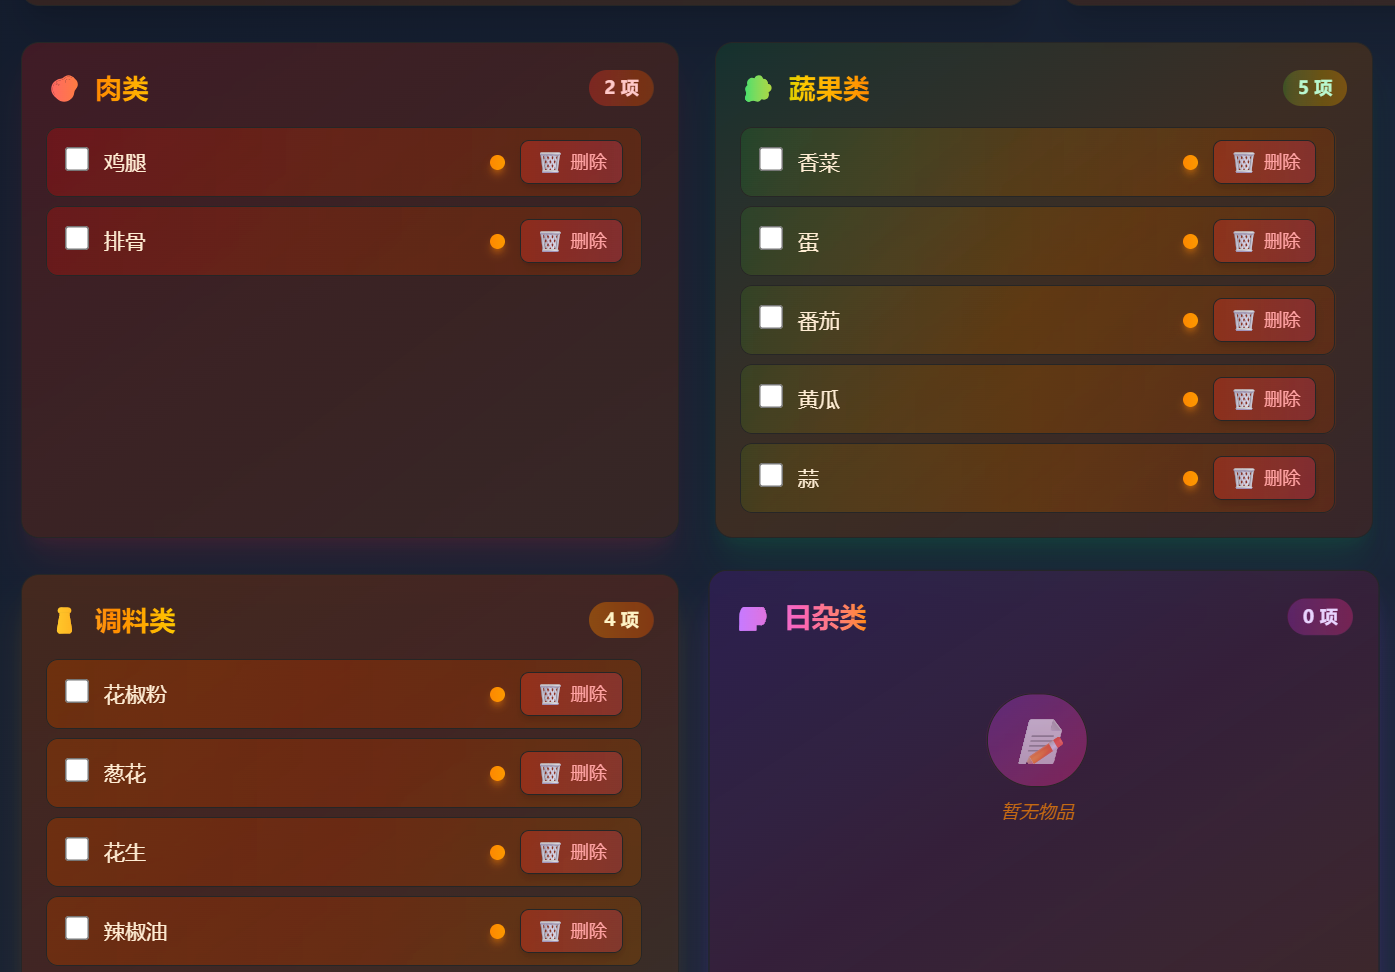 肉类
2 项
鸡腿
删除
排骨
删除
蔬果类
5 项
香菜
删除
蛋
删除
番茄
删除
黄瓜
删除
蒜
删除
调料类
4 项
花椒粉
删除
葱花
删除
花生
删除
辣椒油
删除
日杂类
0 项
暂无物品